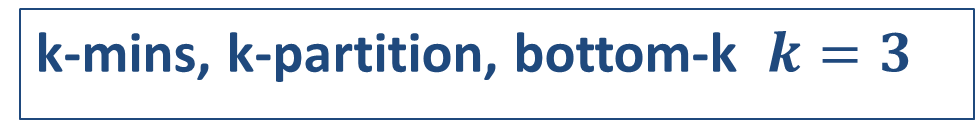 k-mins, k-partition, bottom-k k = 3